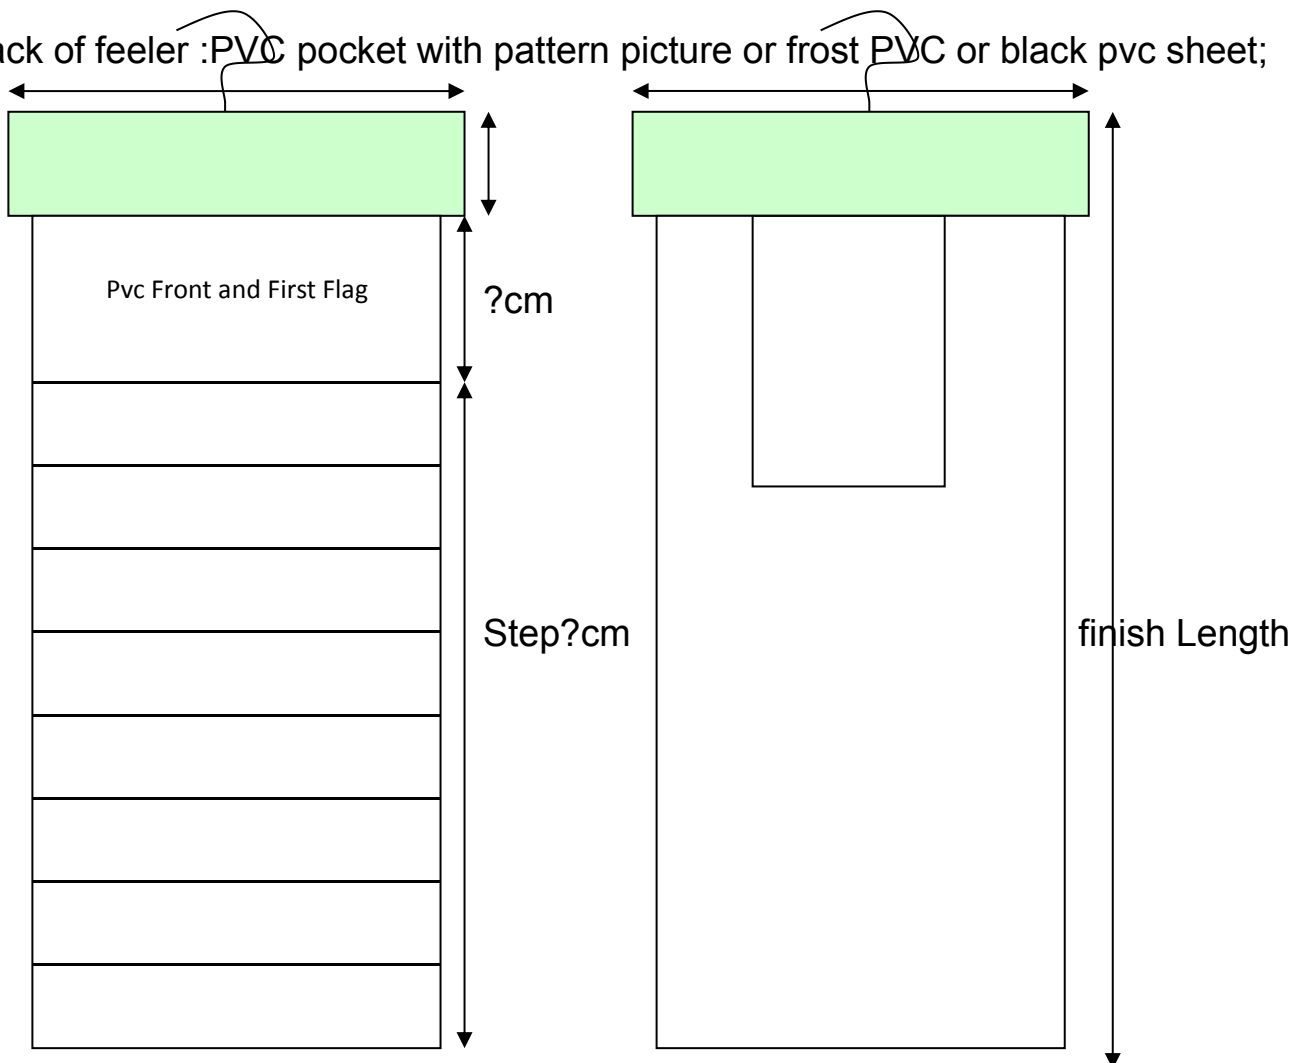 ack of feeler :PVC pocket with pattern picture or frost PVC or black pvc sheet;
Pvc Front and First Flag
?cm
Step?cm
finish Length